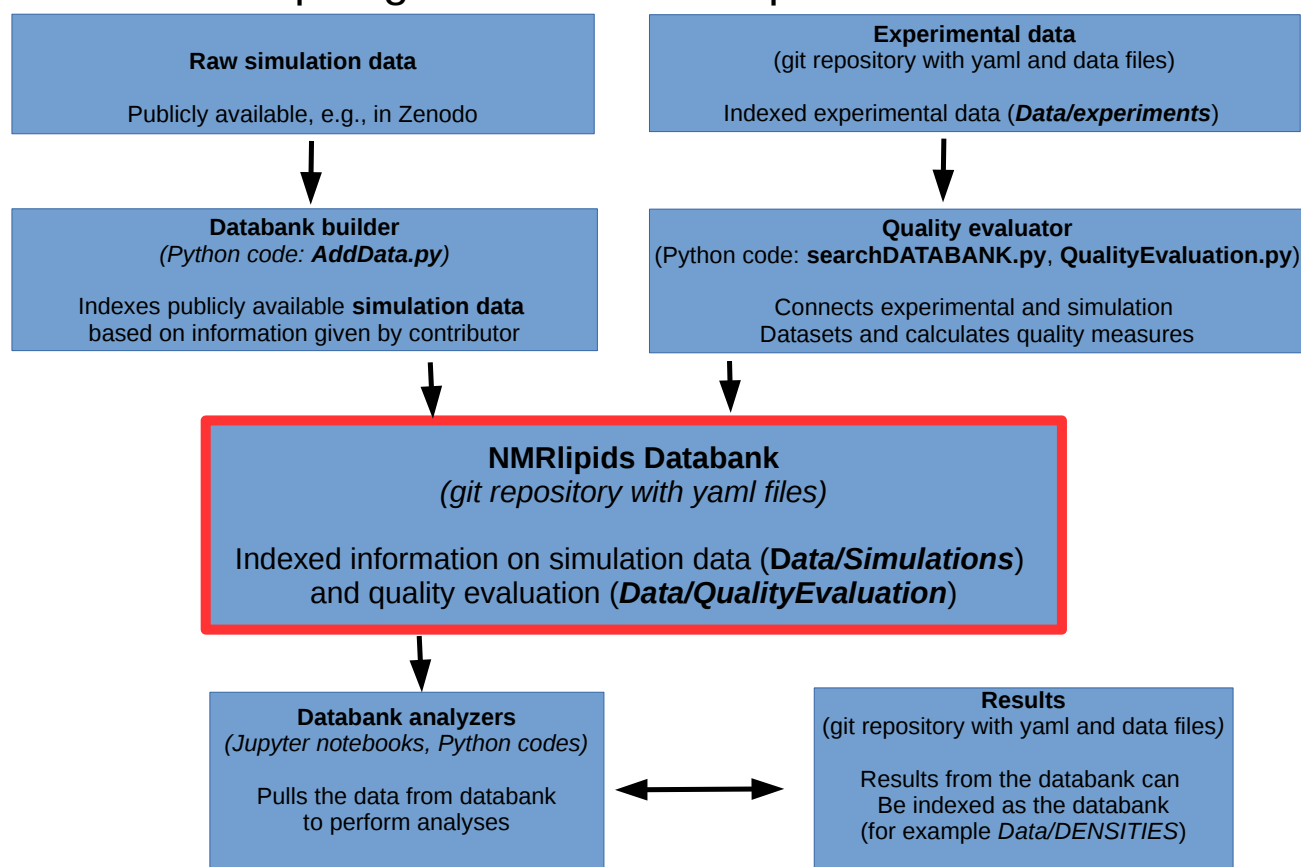 Raw simulation data
Publicly available, e.g., in Zenodo
Experimental data
(git repository with yaml and data files)
Indexed experimental data (Data/experiments)
Databank builder
(Python code: AddData.py)
Indexes publicly available simulation data
based on information given by contributor
Quality evaluator
(Python code: searchDATABANK.py, QualityEvaluation.py)
Connects experimental and simulation
Datasets and calculates quality measures
NMRlipids Databank
(git repository with yaml files)
Indexed information on simulation data (Data/Simulations)
and quality evaluation (Data/QualityEvaluation)
Databank analyzers
(Jupyter notebooks, Python codes)
Pulls the data from databank
to perform analyses
Results
(git repository with yaml and data files)
Results from the databank can
Be indexed as the databank
(for example Data/DENSITIES)